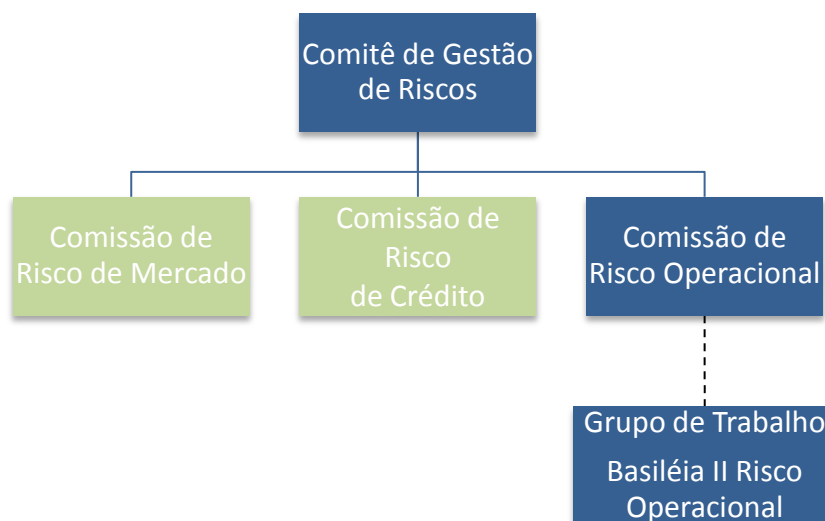 Comitê de Gestão
de Riscos
Comissão de
Risco de Mercado
Comissão de
Risco
de Crédito
Comissão de
Risco Operacional
Grupo de Trabalho
Basiléia II Risco
Operacional